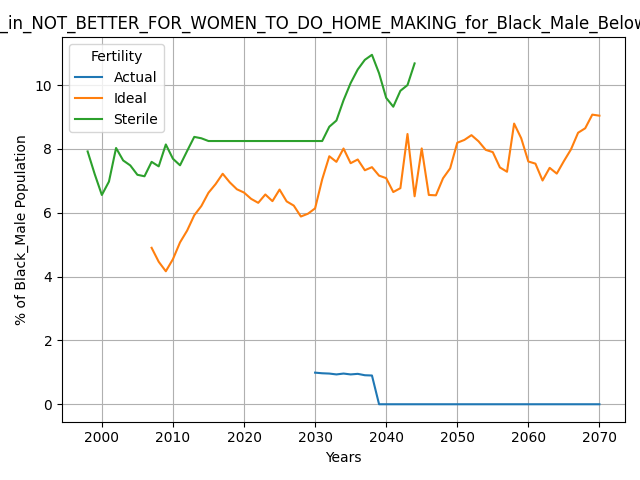 _in_NOT_BETTER_FOR_WOMEN_TO_DO_HOME_MAKING_for_Black_Male_Below
Fertility
Actual
Ideal
Sterile
% of Black_Male Population
10
8
6
4
2
0
2000 2010 2020 2030 2040 2050 2060 2070
Years